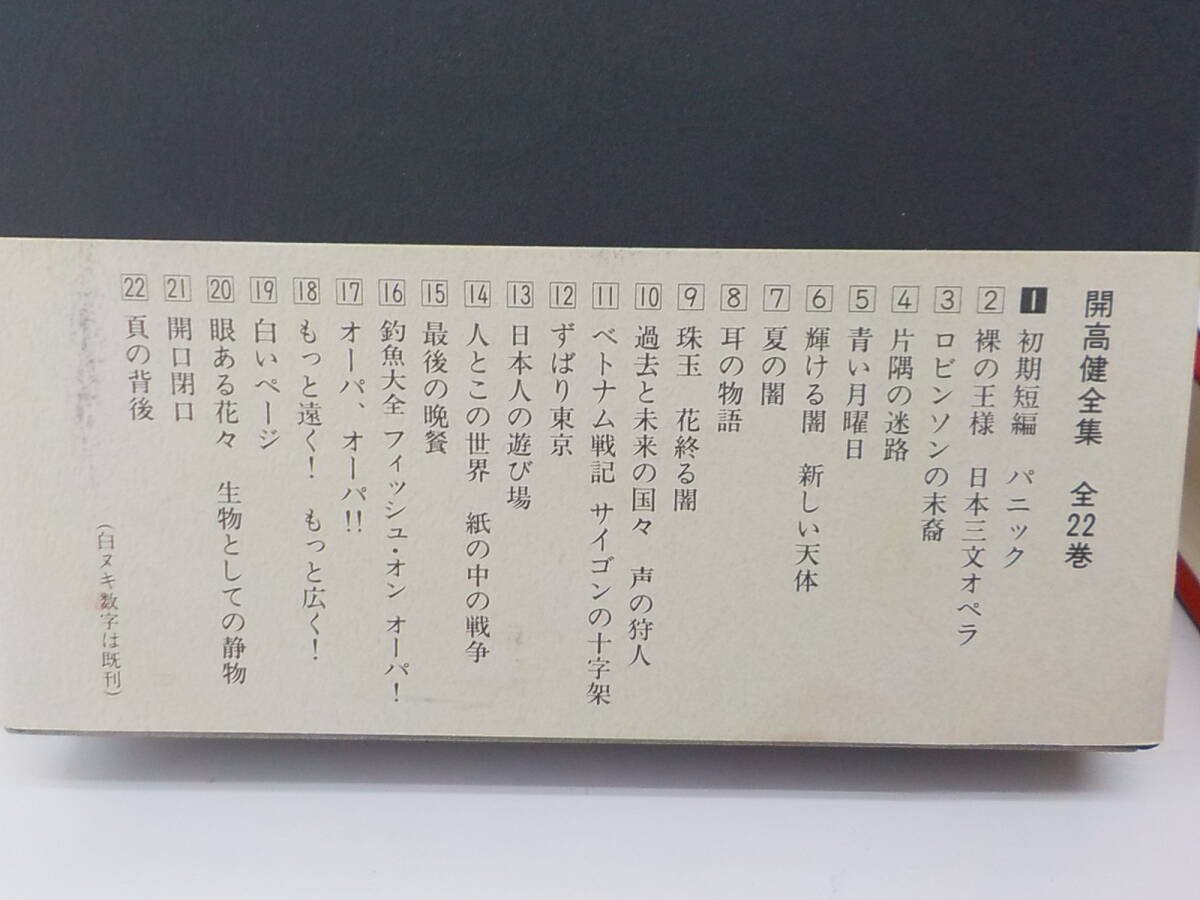 開高健全集 全22巻
1 初期短編 パニック
2 裸の王様 日本三文オペラ
3 ロビンソンの末裔
4 片隅の迷路
5 青い月曜日
6 輝ける闇 新しい天体
7 夏の闇
8 耳の物語
9 珠玉 花終る闇
10 過去と未来の国々 声の狩人
11 ベトナム戦記 サイゴンの十字架
12 ずばり東京
13 日本人の遊び場
14 人とこの世界 紙の中の戦争
15 最後の晩餐
16 釣魚大全 フィッシュ・オン オーパ!
17 オーパ、オーパ!!
18 もっと遠く! もっと広く!
19 白いページ
20 眼ある花々 生物としての静物
21 開口閉口
22 頁の背後
(白ヌキ数字は既刊)